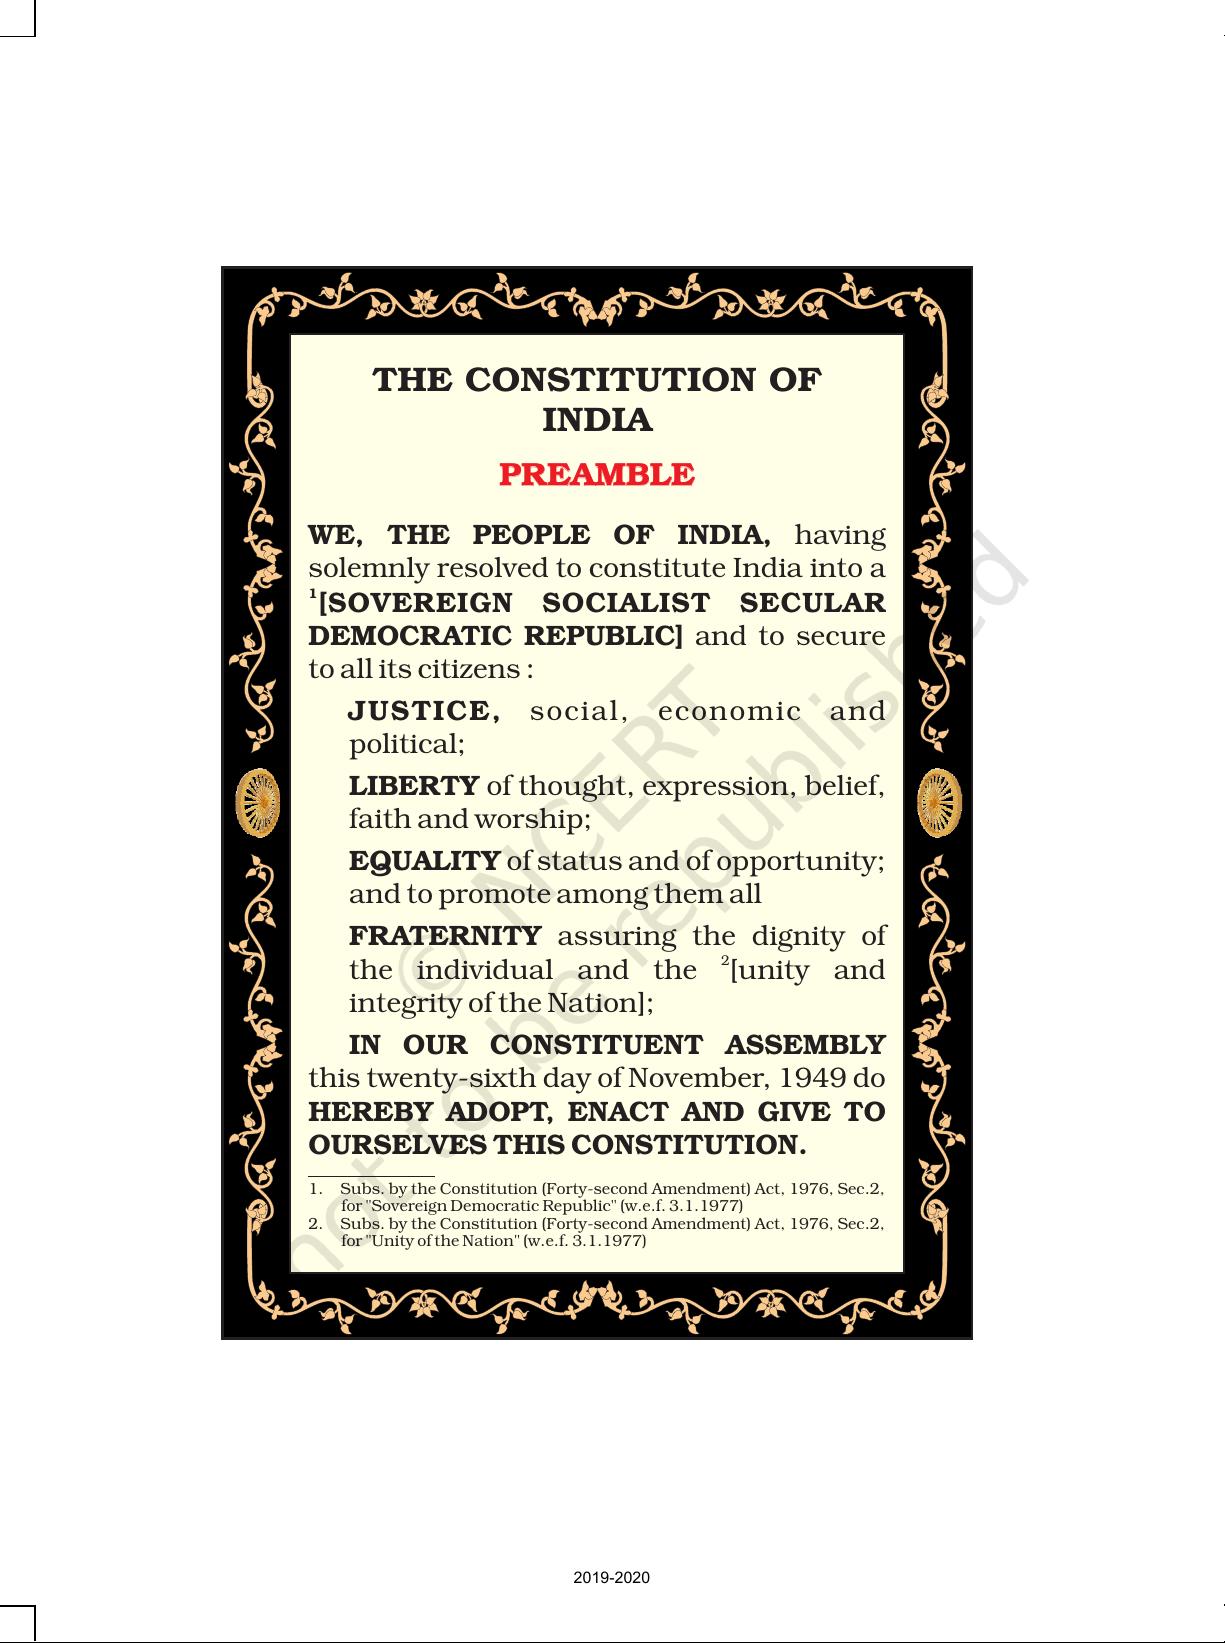 THE CONSTITUTION OF
INDIA
PREAMBLE
WE, THE PEOPLE OF INDIA, having
solemnly resolved to constitute India into a
¹[SOVEREIGN SOCIALIST SECULAR
DEMOCRATIC REPUBLIC] and to secure
to all its citizens :
JUSTICE, social, economic and
political;
LIBERTY of thought, expression, belief,
faith and worship;
EQUALITY of status and of opportunity;
and to promote among them all
FRATERNITY assuring the dignity of
the individual and the ²[unity and
integrity of the Nation];
IN OUR CONSTITUENT ASSEMBLY
this twenty-sixth day of November, 1949 do
HEREBY ADOPT, ENACT AND GIVE TO
OURSELVES THIS CONSTITUTION.
1. Subs. by the Constitution (Forty-second Amendment) Act, 1976, Sec.2,
for "Sovereign Democratic Republic" (w.e.f. 3.1.1977)
2. Subs. by the Constitution (Forty-second Amendment) Act, 1976, Sec.2,
for "Unity of the Nation" (w.e.f. 3.1.1977)
© NCERT
not to be republished
2019-2020